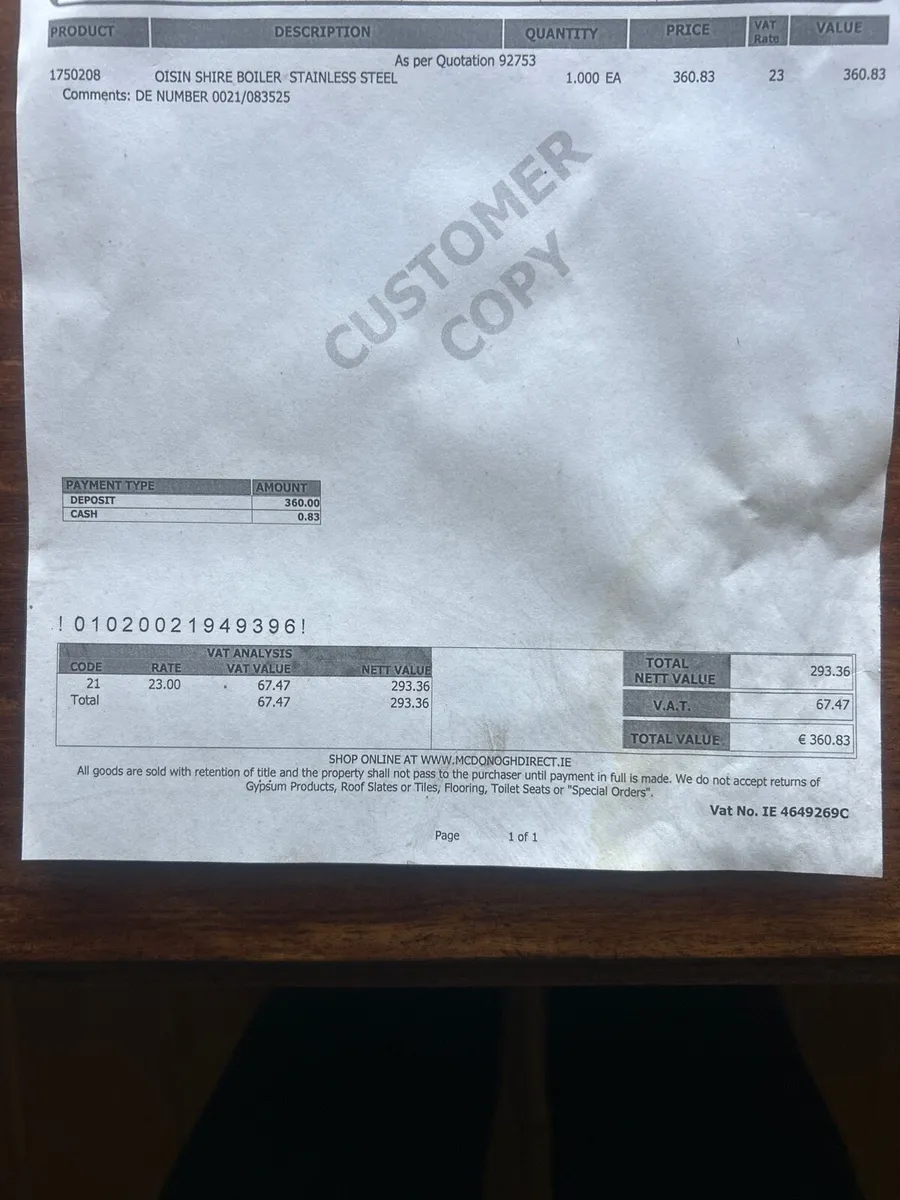 PRODUCT DESCRIPTION QUANTITY PRICE VAT Rate VALUE
As per Quotation 92753
1750208 OISIN SHIRE BOILER STAINLESS STEEL 1.000 EA 360.83 23 360.83
Comments: DE NUMBER 0021/083525
CUSTOMER
COPY
PAYMENT TYPE AMOUNT
DEPOSIT 360.00
CASH 0.83
!01020021949396!
VAT ANALYSIS
CODE RATE VAT VALUE NETT VALUE
21 23.00 67.47 293.36
Total 67.47 293.36
TOTAL NETT VALUE 293.36
V.A.T. 67.47
TOTAL VALUE € 360.83
SHOP ONLINE AT WWW.MCDONOGHDIRECT.IE
All goods are sold with retention of title and the property shall not pass to the purchaser until payment in full is made. We do not accept returns of
Gypsum Products, Roof Slates or Tiles, Flooring, Toilet Seats or "Special Orders".
Vat No. IE 4649269C
Page 1 of 1